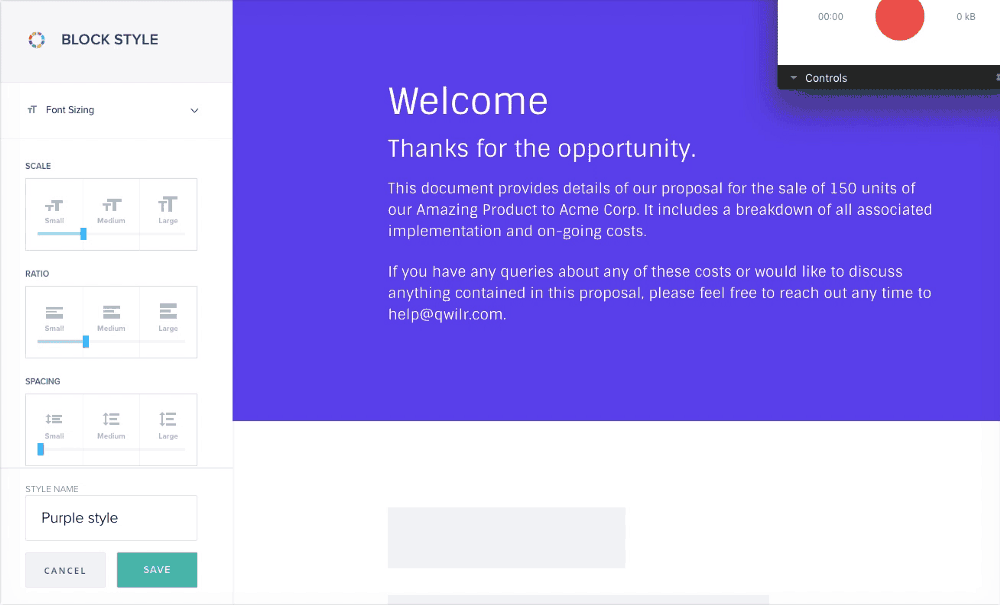 BLOCK STYLE
Font Sizing
SCALE
Small Medium Large
RATIO
Small Medium Large
SPACING
Small Medium Large
STYLE NAME
Purple style
CANCEL SAVE
00:00 0 kB
Controls
Welcome
Thanks for the opportunity.
This document provides details of our proposal for the sale of 150 units of
our Amazing Product to Acme Corp. It includes a breakdown of all associated
implementation and on-going costs.
If you have any queries about any of these costs or would like to discuss
anything contained in this proposal, please feel free to reach out any time to
help@qwilr.com.